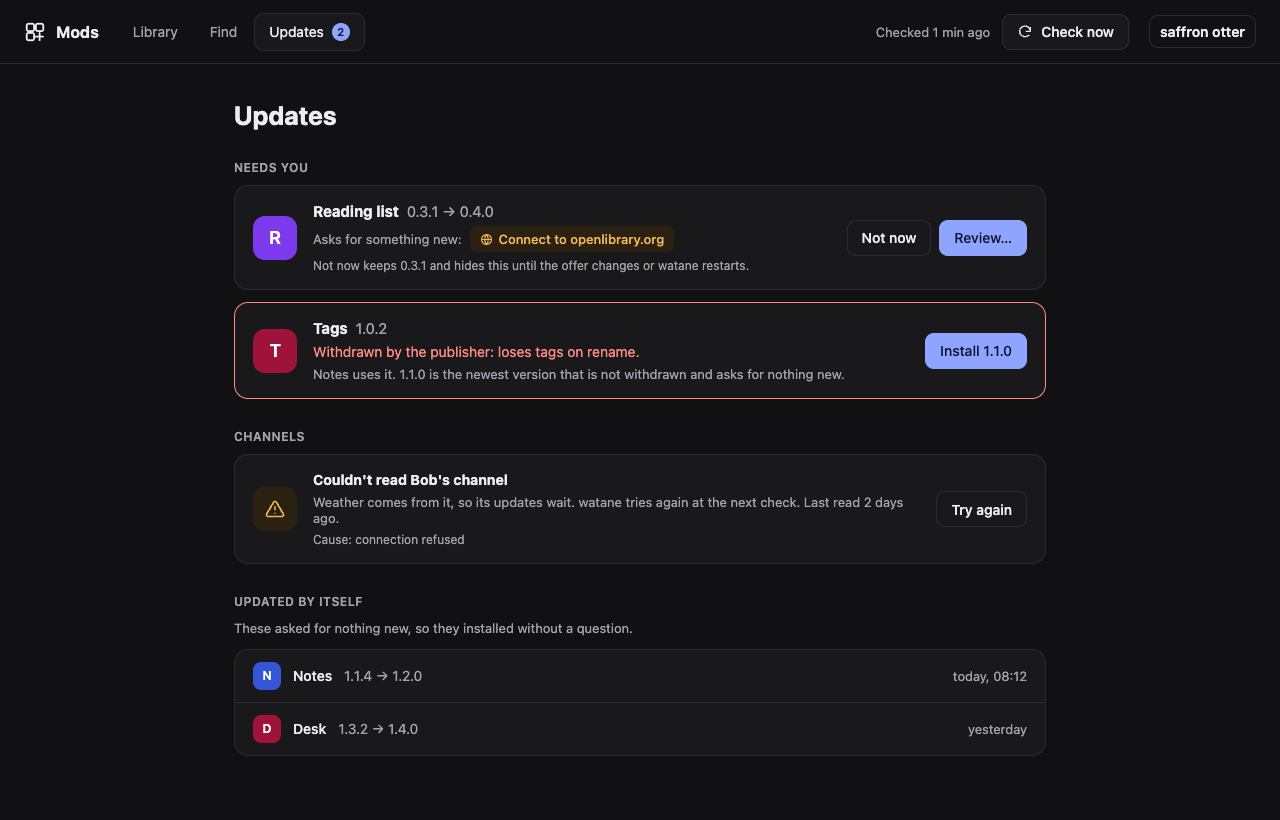 Mods Library Find Updates 2 Checked 1 min ago Check now saffron otter
Updates
NEEDS YOU
R
Reading list 0.3.1 → 0.4.0
Asks for something new: Connect to openlibrary.org
Not now keeps 0.3.1 and hides this until the offer changes or watane restarts.
Not now Review...
T
Tags 1.0.2
Withdrawn by the publisher: loses tags on rename.
Notes uses it. 1.1.0 is the newest version that is not withdrawn and asks for nothing new.
Install 1.1.0
CHANNELS
Couldn't read Bob's channel
Weather comes from it, so its updates wait. watane tries again at the next check. Last read 2 days
ago.
Cause: connection refused
Try again
UPDATED BY ITSELF
These asked for nothing new, so they installed without a question.
N Notes 1.1.4 → 1.2.0 today, 08:12
D Desk 1.3.2 → 1.4.0 yesterday